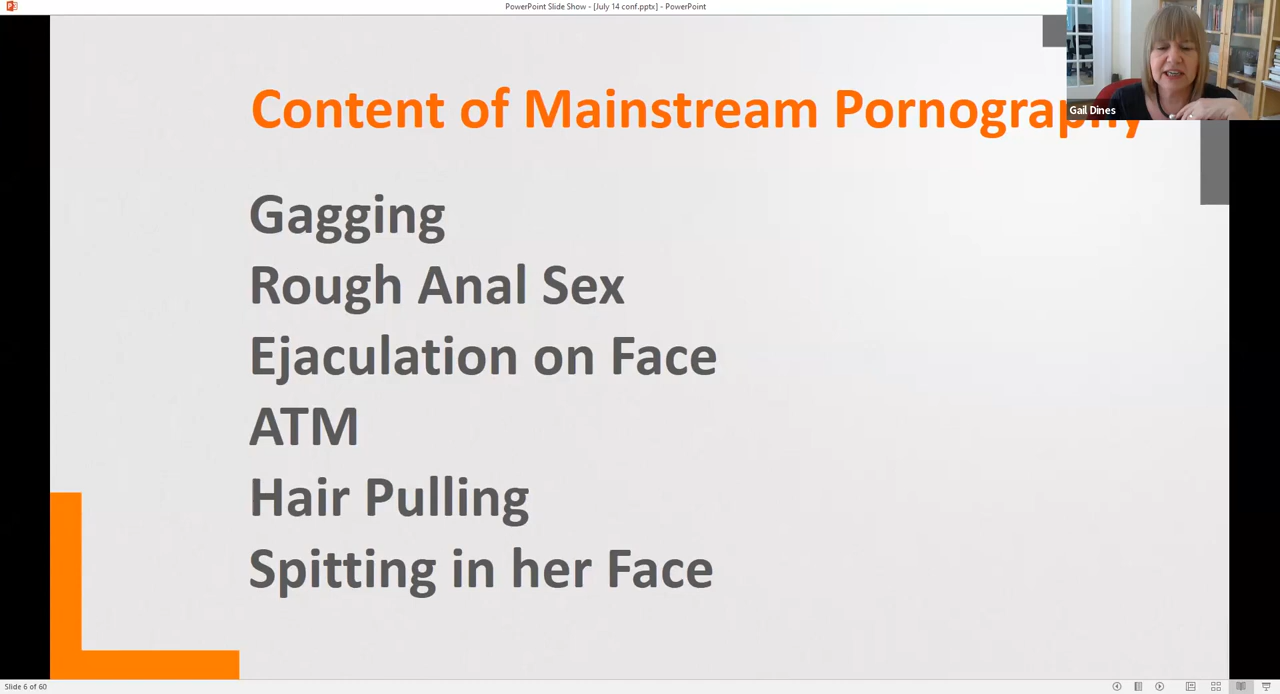 PowerPoint Slide Show - [July 14 conf.pptx] - PowerPoint
Content of Mainstream Pornography
Gail Dines
Gagging
Rough Anal Sex
Ejaculation on Face
ATM
Hair Pulling
Spitting in her Face
Slide 6 of 60